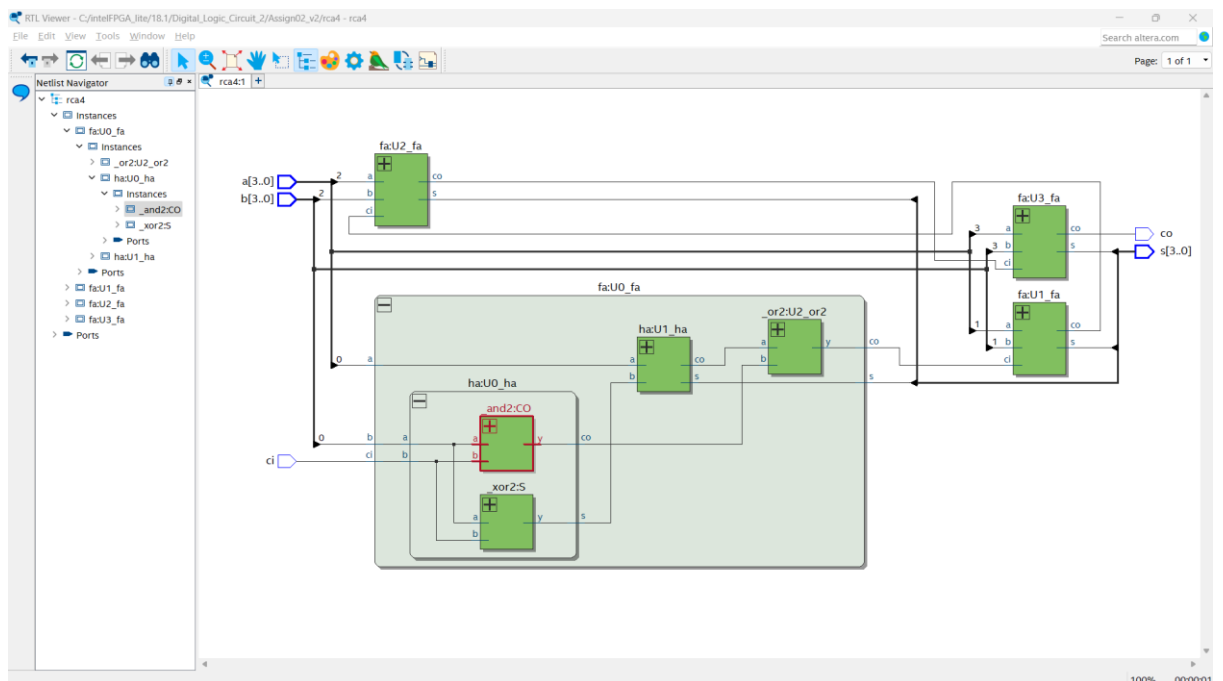 RTL Viewer - C:/intelFPGA_lite/18.1/Digital_Logic_Circuit_2/Assign02_v2/rca4 - rca4
File Edit View Tools Window Help
Search altera.com
Page: 1 of 1
Netlist Navigator
rca4:1
rca4
Instances
fa:U0_fa
Instances
_or2:U2_or2
ha:U0_ha
Instances
_and2:CO
_xor2:S
Ports
ha:U1_ha
Ports
fa:U1_fa
fa:U2_fa
fa:U3_fa
Ports
fa:U2_fa
a[3..0] 2 a co
b[3..0] 2 b s
ci
fa:U3_fa
3 a co co
3 b s s[3..0]
ci
fa:U1_fa
1 a co
1 b s
ci
fa:U0_fa
_or2:U2_or2
a y co
b
ha:U1_ha
0 a a co
b s s
ha:U0_ha
_and2:CO
0 b a a y co
ci ci b b
_xor2:S
a y s
b
100% 00:00:01